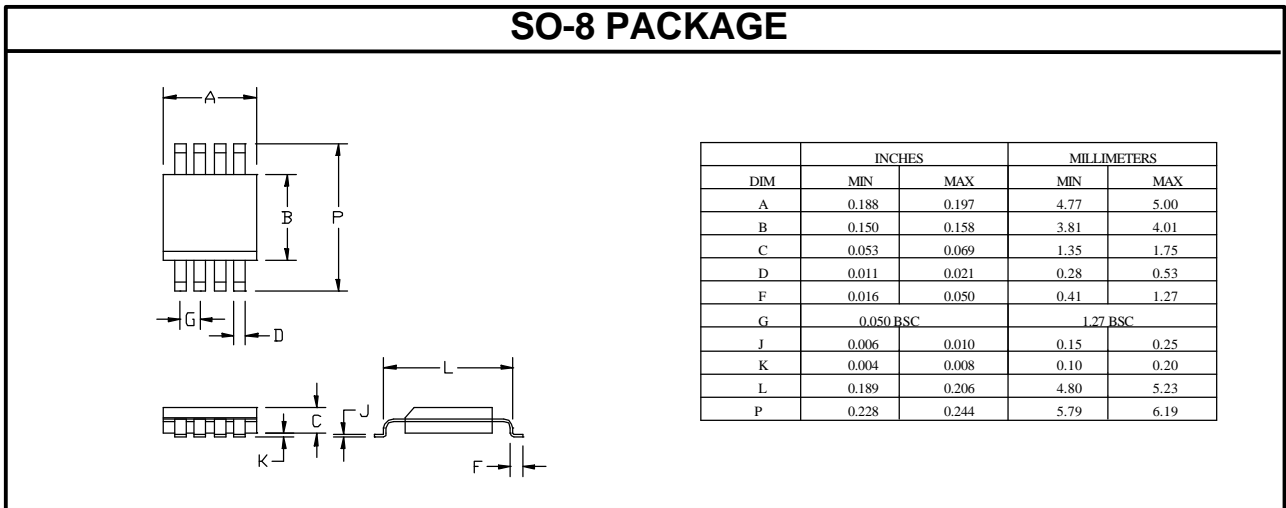 SO-8 PACKAGE
A
B
P
G
D
L
C
J
K
F
INCHES MILLIMETERS
DIM MIN MAX MIN MAX
A 0.188 0.197 4.77 5.00
B 0.150 0.158 3.81 4.01
C 0.053 0.069 1.35 1.75
D 0.011 0.021 0.28 0.53
F 0.016 0.050 0.41 1.27
G 0.050 BSC 1.27 BSC
J 0.006 0.010 0.15 0.25
K 0.004 0.008 0.10 0.20
L 0.189 0.206 4.80 5.23
P 0.228 0.244 5.79 6.19